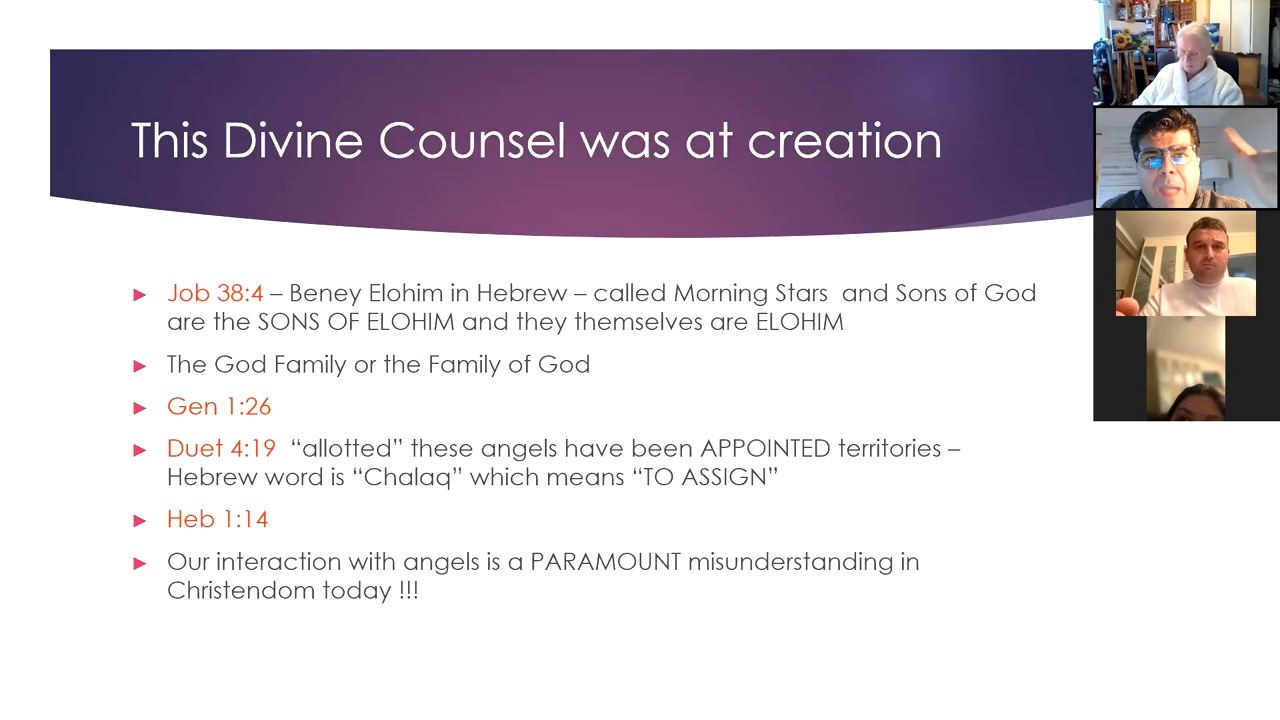 This Divine Counsel was at creation
► Job 38:4 – Beney Elohim in Hebrew – called Morning Stars  and Sons of God
are the SONS OF ELOHIM and they themselves are ELOHIM
► The God Family or the Family of God
► Gen 1:26
► Duet 4:19  “allotted” these angels have been APPOINTED territories –
Hebrew word is “Chalaq” which means “TO ASSIGN”
► Heb 1:14
► Our interaction with angels is a PARAMOUNT misunderstanding in
Christendom today !!!